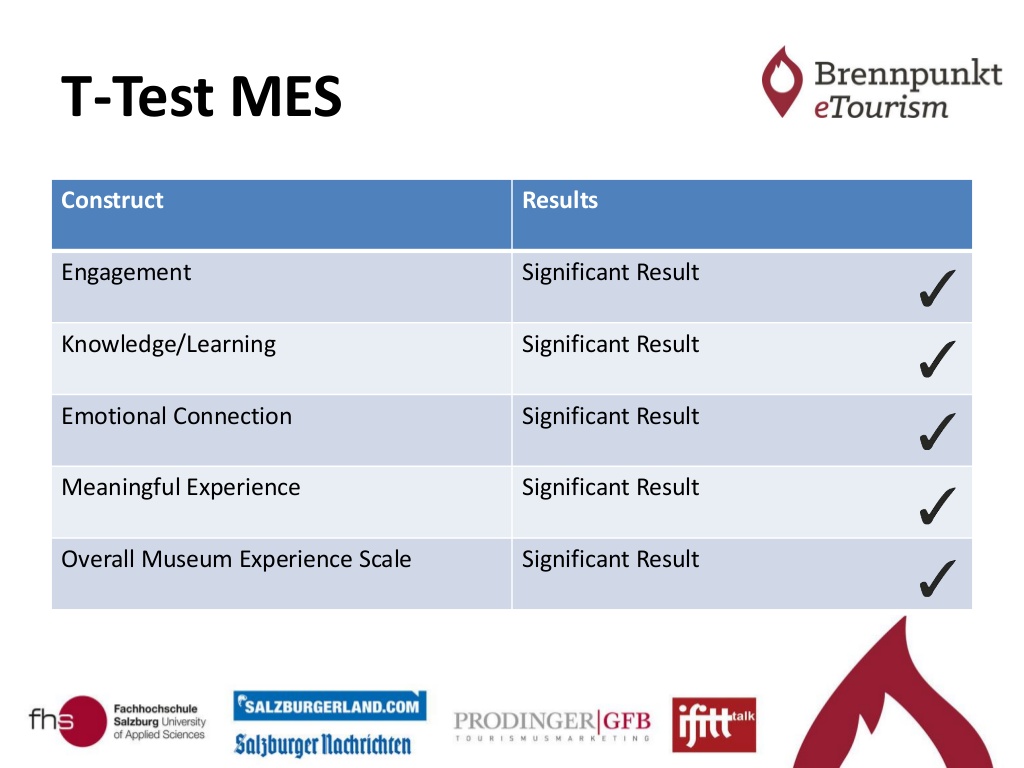 T-Test MES
Brennpunkt
eTourism
Construct Results
Engagement Significant Result ✓
Knowledge/Learning Significant Result ✓
Emotional Connection Significant Result ✓
Meaningful Experience Significant Result ✓
Overall Museum Experience Scale Significant Result ✓
fhs
Fachhochschule
Salzburg University
of Applied Sciences
SALZBURGERLAND.COM
Salzburger Nachrichten
PRODINGER|GFB
TOURISMUSMARKETING
ifitt talk